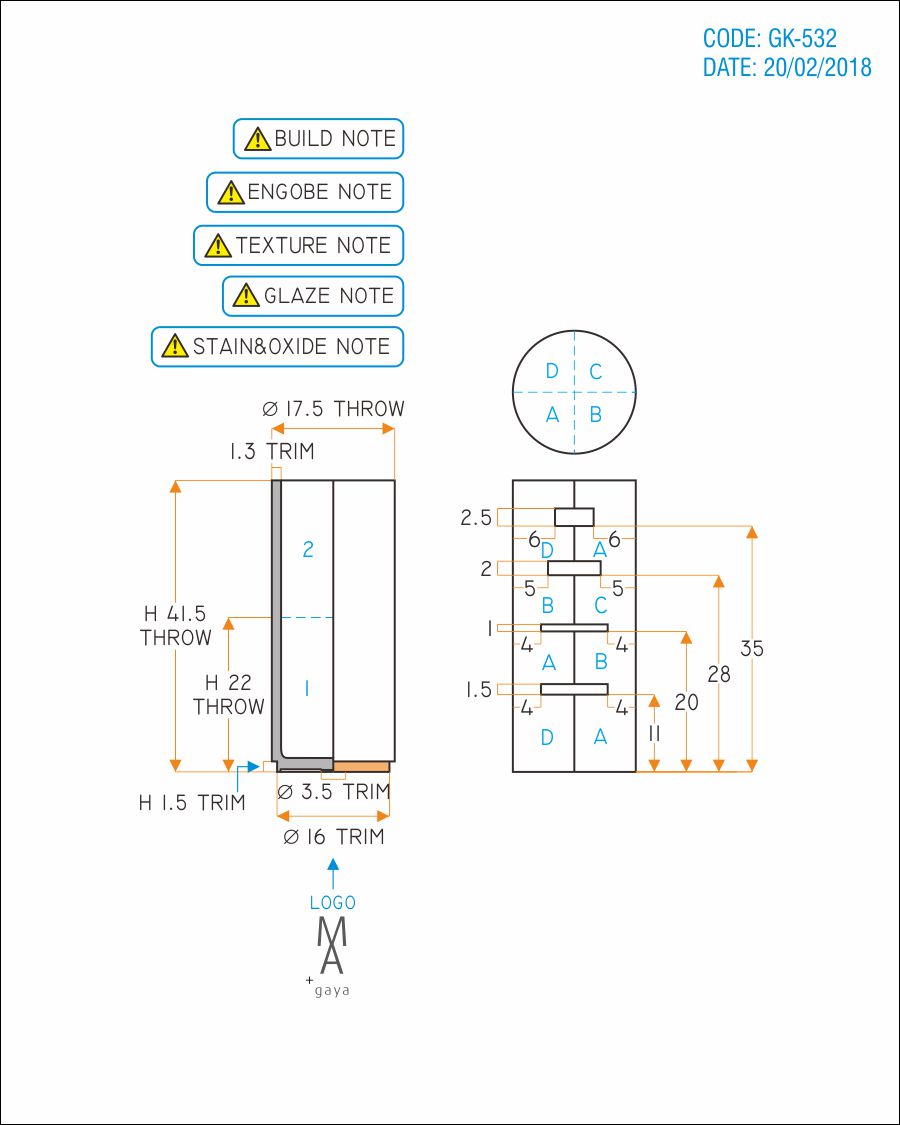 CODE: GK-532
DATE: 20/02/2018
BUILD NOTE
ENGOBE NOTE
TEXTURE NOTE
GLAZE NOTE
STAIN&OXIDE NOTE
Ø 17.5 THROW
1.3 TRIM
2
H 41.5
THROW
H 22
THROW
1
H 1.5 TRIM
Ø 3.5 TRIM
Ø 16 TRIM
LOGO
MA
+
gaya
D C
A B
2.5
6 6
D A
2
5 5
B C
1
4 4
A B
1.5
4 4
D A
11
20
28
35